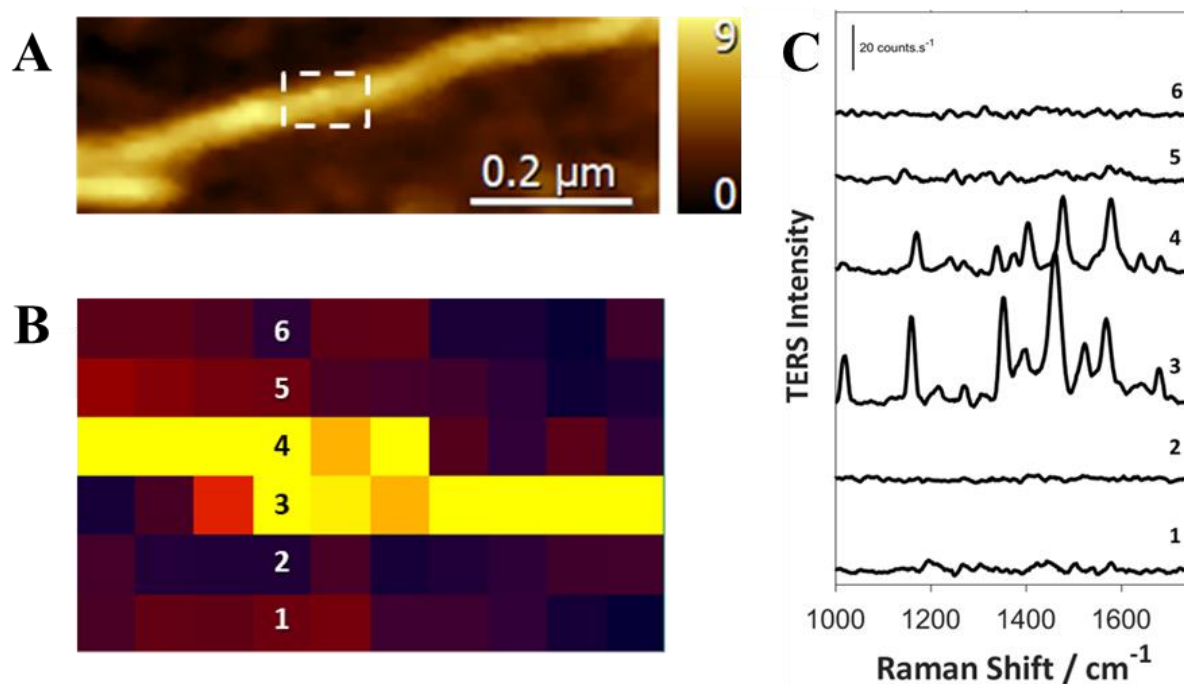 A
9
0.2 μm
0
B
6
5
4
3
2
1
C
20 counts.s⁻¹
6
5
4
3
2
1
TERS Intensity
1000 1200 1400 1600
Raman Shift / cm⁻¹